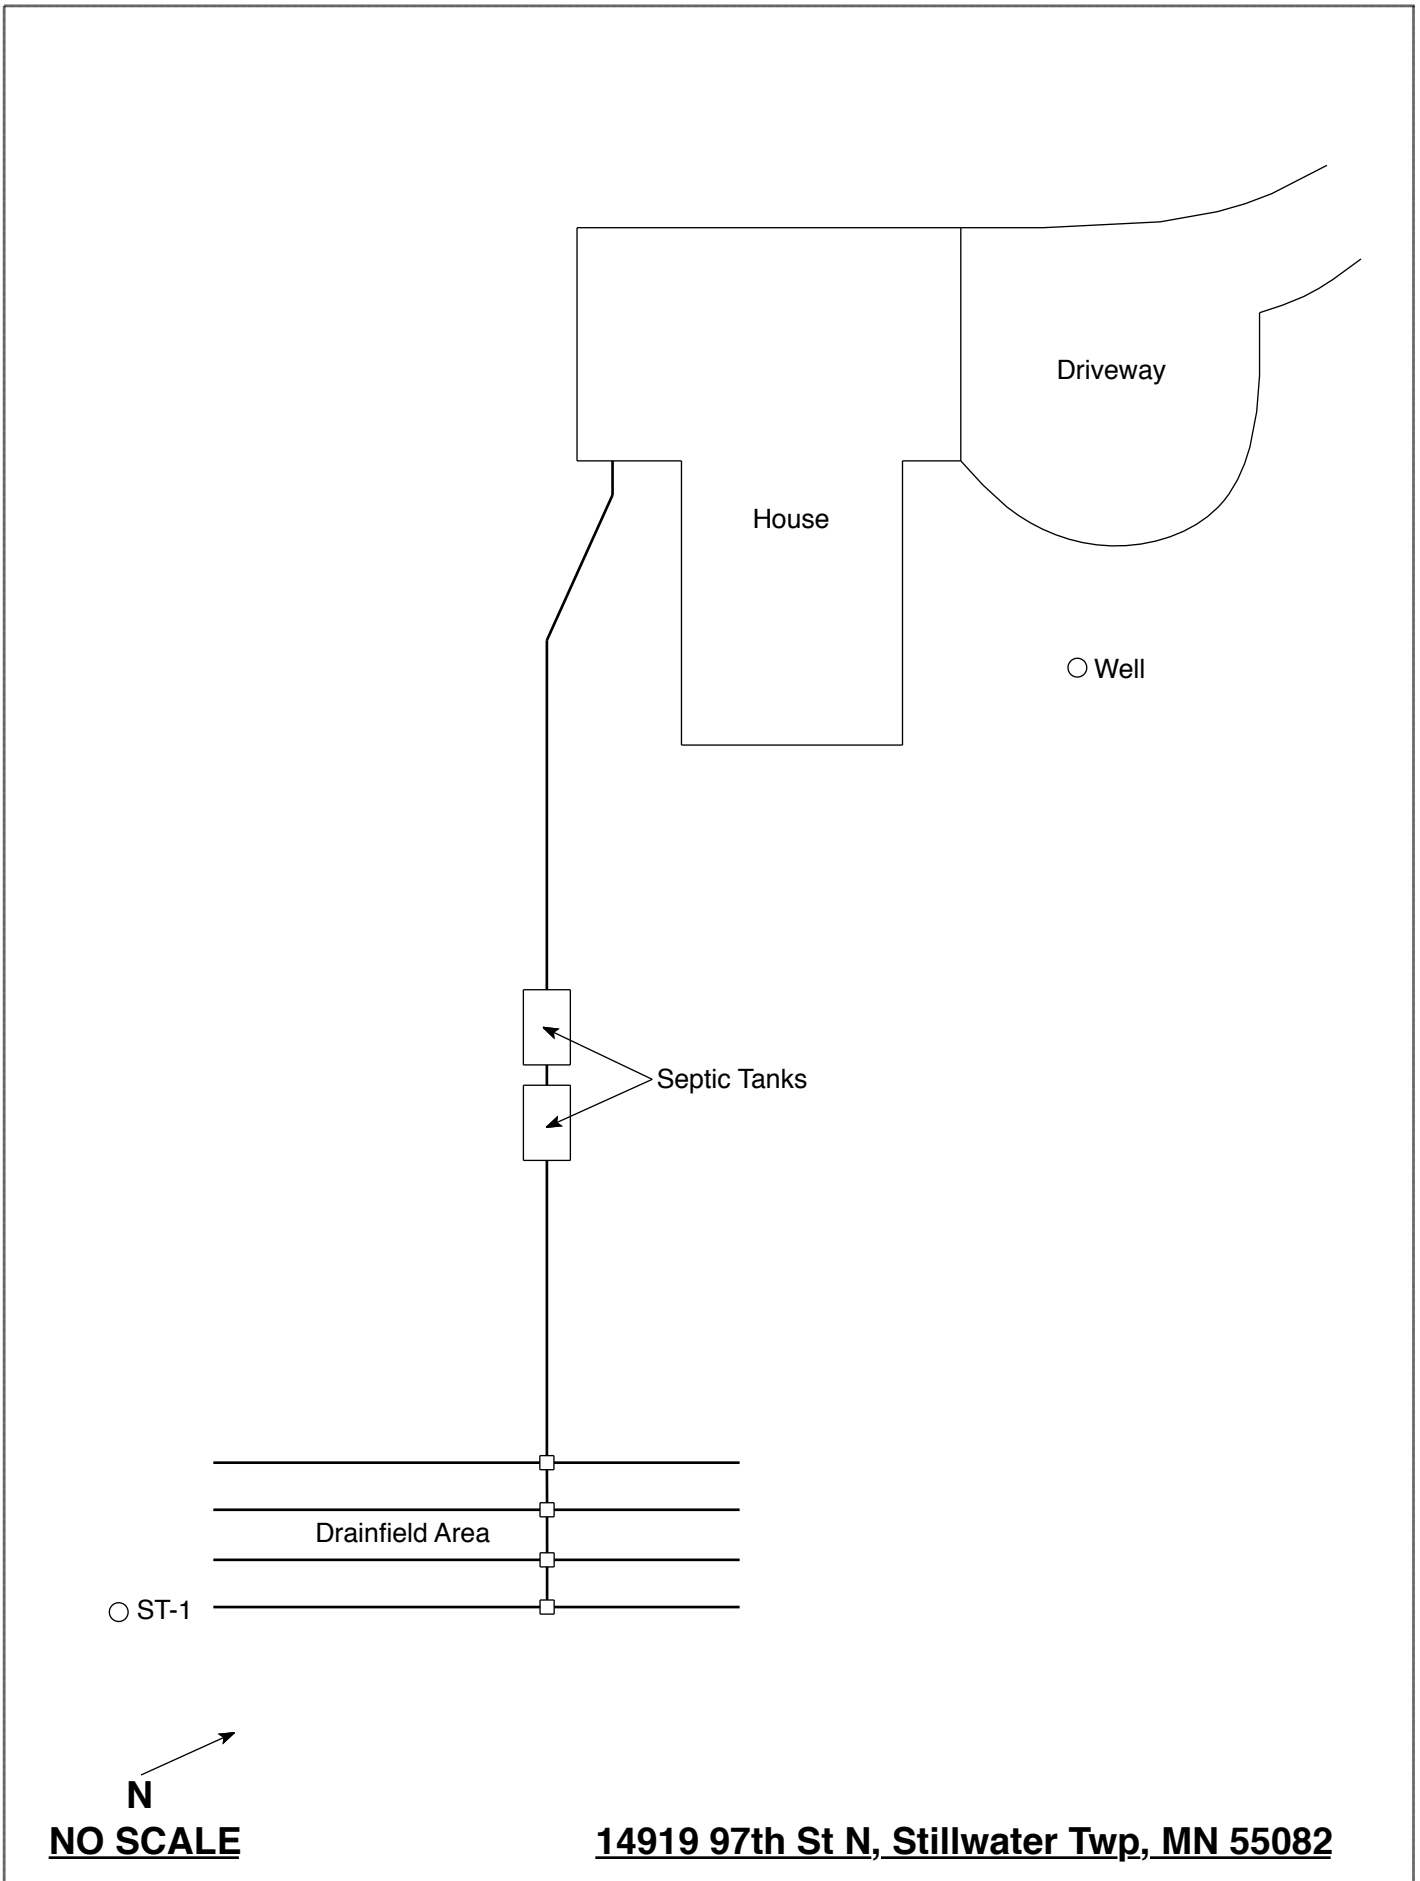 Driveway
House
Well
Septic Tanks
Drainfield Area
ST-1
N
NO SCALE
14919 97th St N, Stillwater Twp, MN 55082